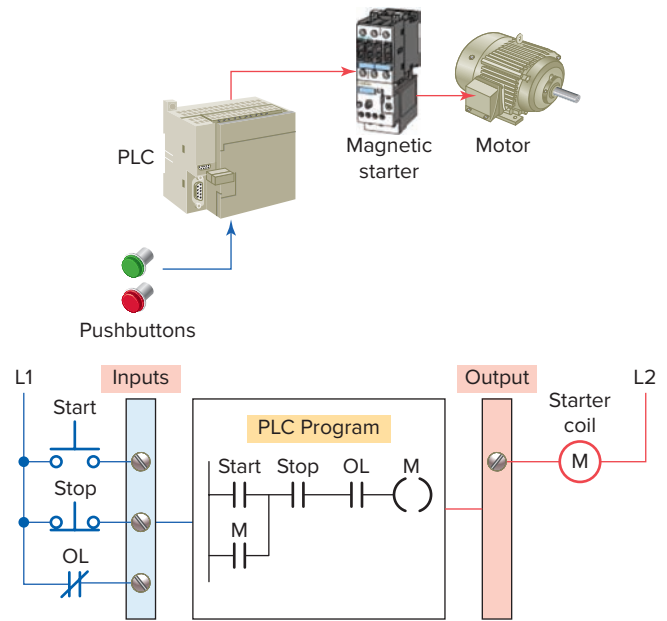 PLC
Magnetic
starter
Motor
Pushbuttons
L1
Inputs
Output
L2
Start
Starter
coil
PLC Program
Start Stop OL M
M
Stop
M
OL